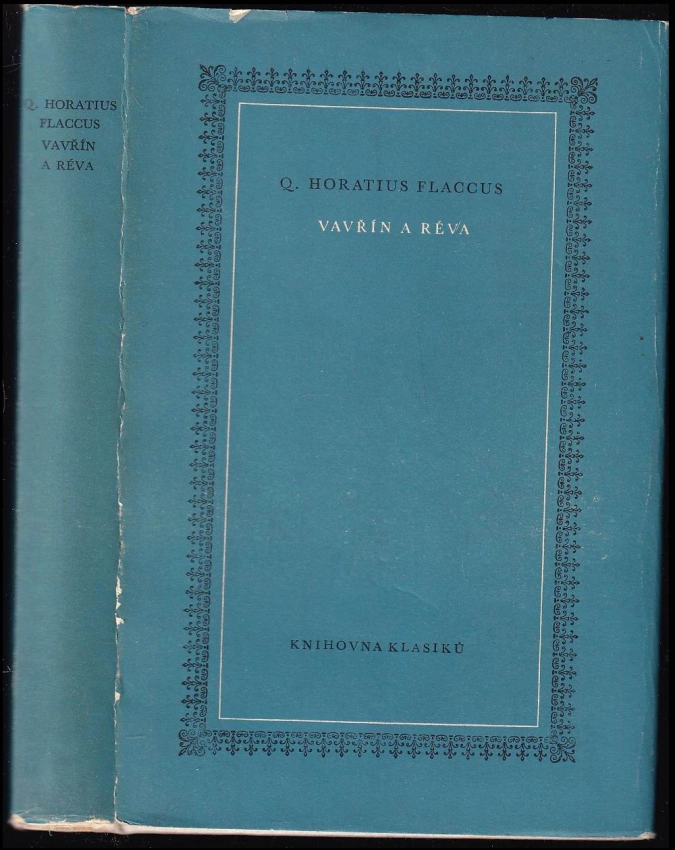 Q. HORATIUS
FLACCUS
VAVŘÍN
A RÉVA
Q. HORATIUS FLACCUS
VAVŘÍN A RÉVA
KNIHOVNA KLASIKŮ